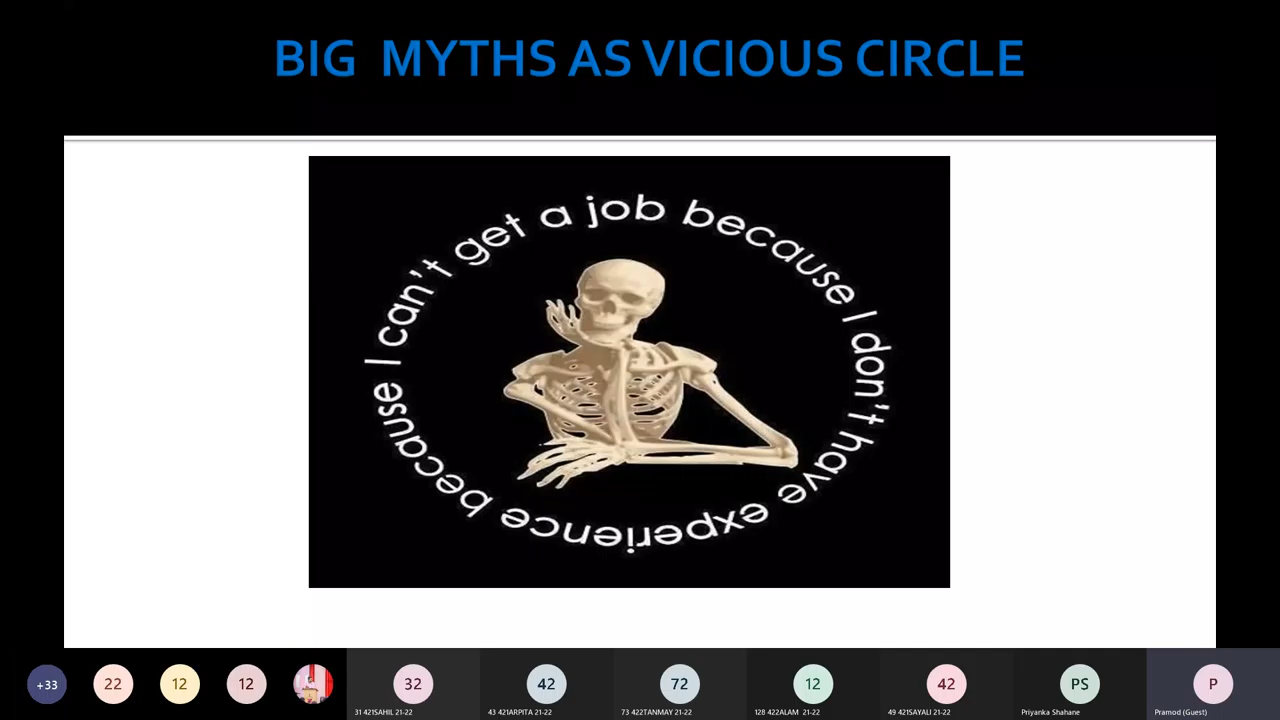 BIG MYTHS AS VICIOUS CIRCLE
I can't get a job because I don't have experience because
+33
22
12
12
32
42
72
12
42
PS
P
31 421SAHIL 21-22
43 421ARPITA 21-22
73 422TANMAY 21-22
128 422ALAM 21-22
49 421SAYALI 21-22
Priyanka Shahane
Pramod (Guest)